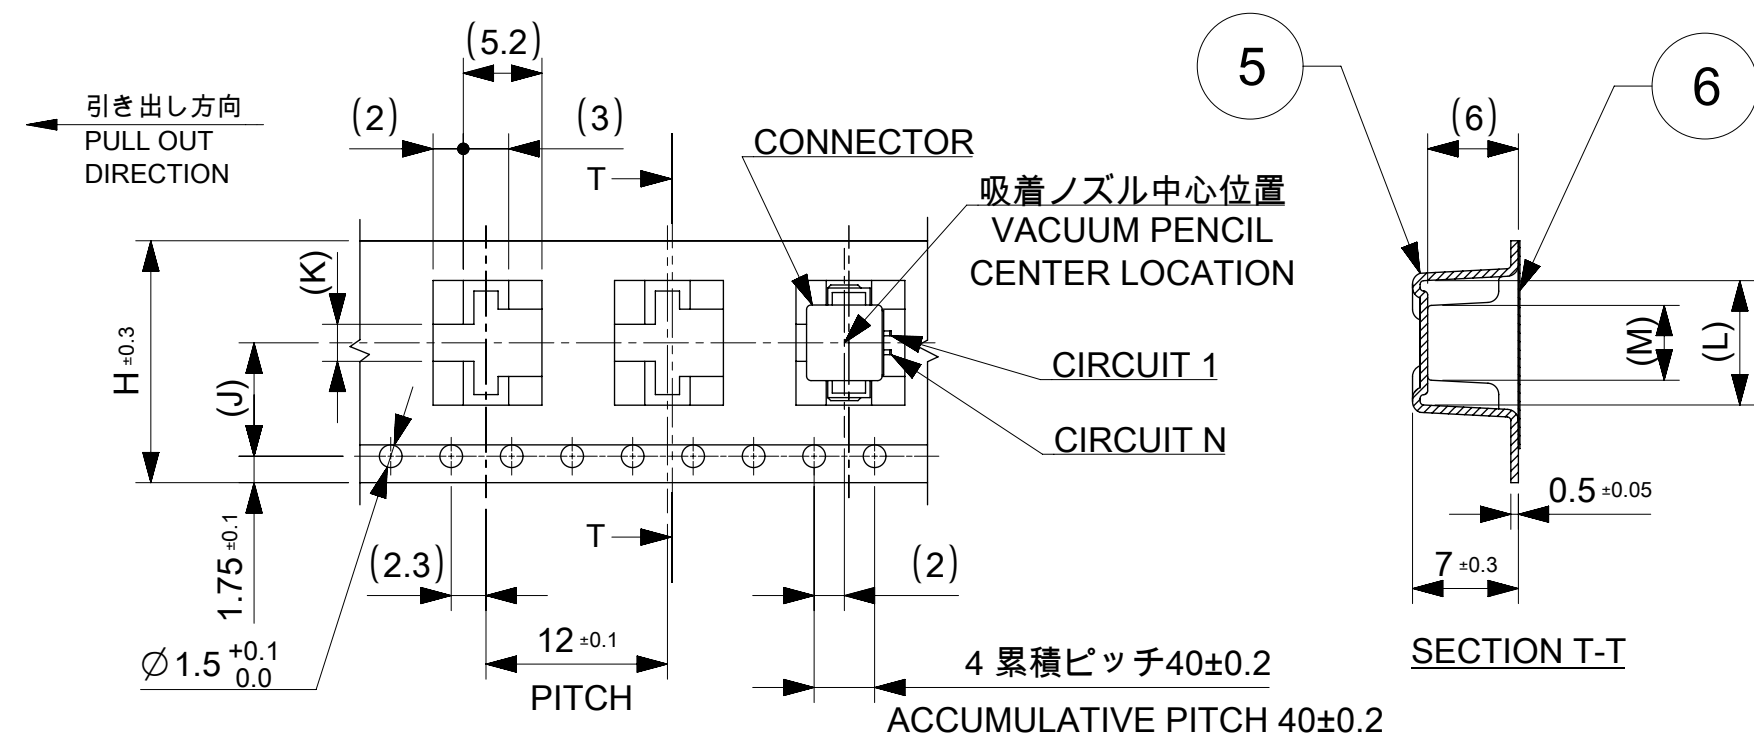 (5.2)
5
6
引き出し方向
PULL OUT
DIRECTION
(2)
(3)
(6)
CONNECTOR
T
吸着ノズル中心位置
VACUUM PENCIL
CENTER LOCATION
(K)
H ±0.3
(J)
(M)
(L)
CIRCUIT 1
CIRCUIT N
0.5 ±0.05
1.75 ±0.1
T
(2.3)
(2)
7 ±0.3
∅1.5 +0.1
0.0
12 ±0.1
PITCH
4 累積ピッチ40±0.2
ACCUMULATIVE PITCH 40±0.2
SECTION T-T